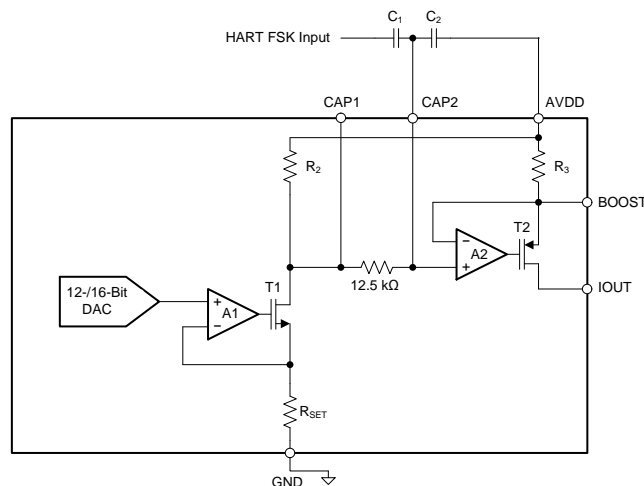 C1 C2
HART FSK Input
CAP1 CAP2 AVDD
R2 R3
BOOST
T2
−
A2
+
12.5 kΩ
IOUT
T1
12-/16-Bit
DAC
+
A1
−
RSET
GND